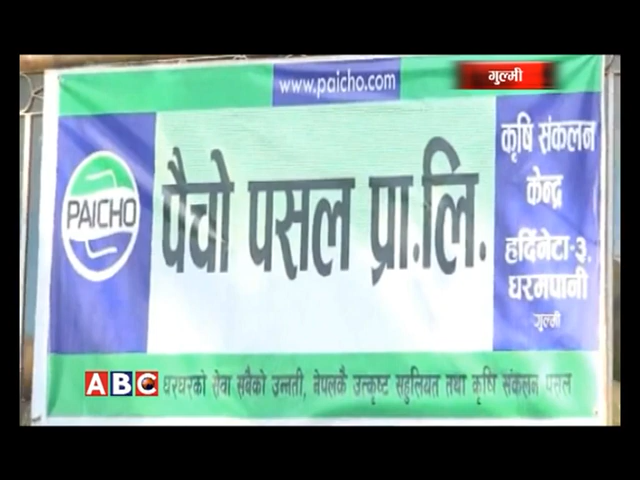 गुल्मी
www.paicho.com
PAICHO
पैचो पसल प्रा.लि.
कृषि संकलन
केन्द्र
हर्दिनेटा-३.
धरमपानी
गुल्मी
ABC
घरघरको सेवा सबैको उन्नती, नेपालकै उत्कृष्ट सहुलियत तथा कृषि संकलन पसल